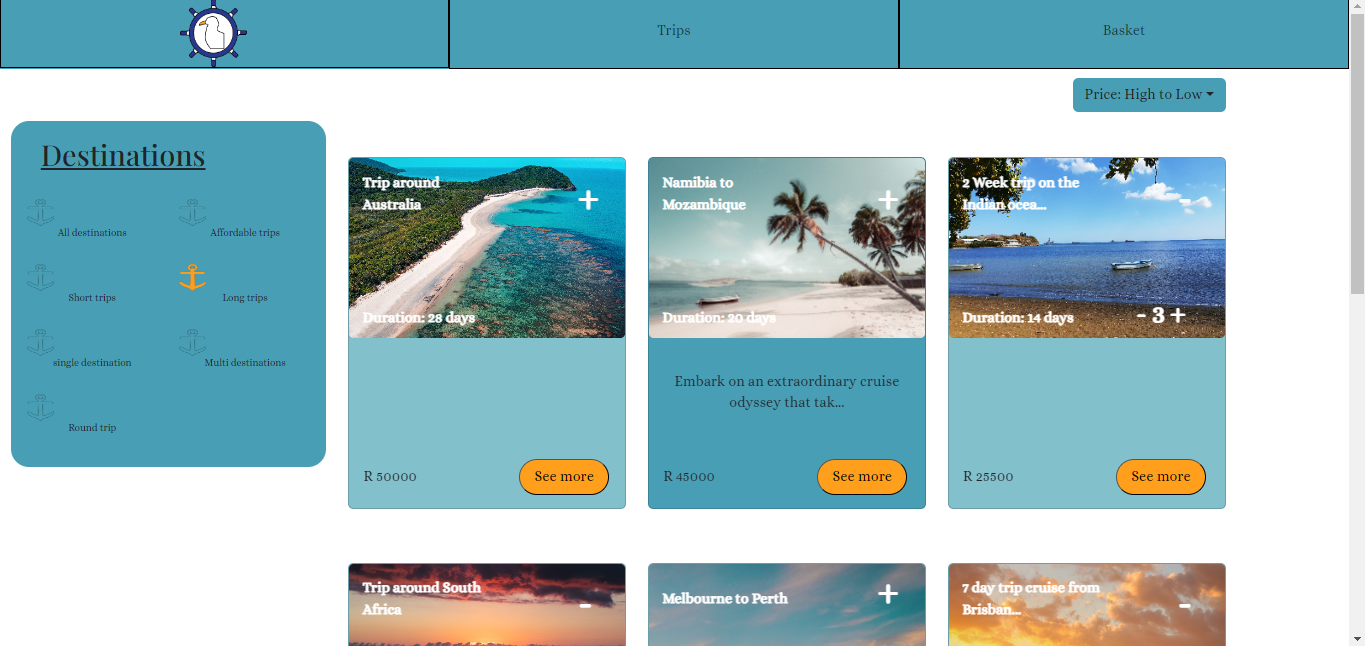 Trips
Basket
Price: High to Low
Destinations
All destinations
Affordable trips
Short trips
Long trips
single destination
Multi destinations
Round trip
Trip around
Australia
+
Duration: 28 days
R 50000
See more
Namibia to
Mozambique
+
Duration: 20 days
Embark on an extraordinary cruise
odyssey that tak...
R 45000
See more
2 Week trip on the
Indian ocea...
-
Duration: 14 days
- 3 +
R 25500
See more
Trip around South
Africa
-
Melbourne to Perth
+
7 day trip cruise from
Brisban...
-